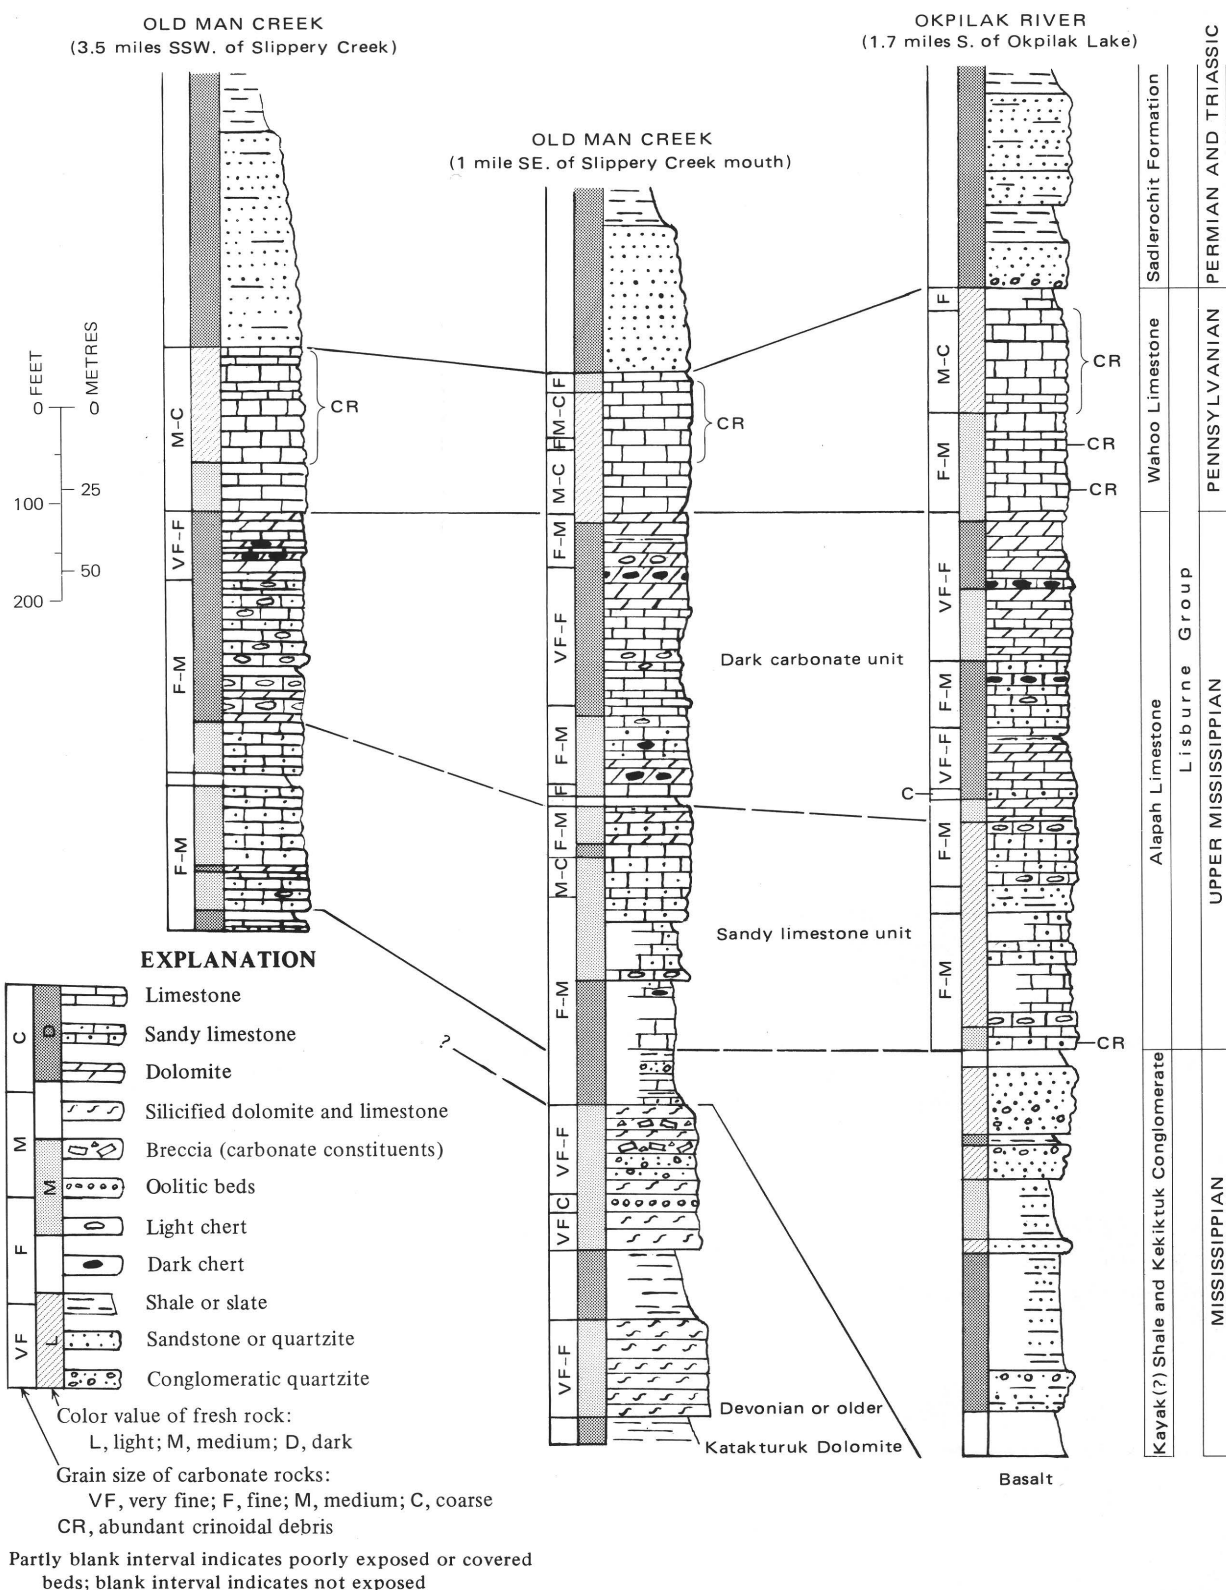 OLD MAN CREEK
(3.5 miles SSW. of Slippery Creek)
OLD MAN CREEK
(1 mile SE. of Slippery Creek mouth)
OKPILAK RIVER
(1.7 miles S. of Okpilak Lake)
FEET
METRES
0
0
25
100
50
200
M-C
VF-F
F-M
F-M
CR
F
M-C
F
M
F
M-C
F-M
VF-F
F-M
F
F-M
M-C
F-M
VF-F
C
VF
VF-F
CR
?
Dark carbonate unit
Sandy limestone unit
Devonian or older
Katakturuk Dolomite
F
M-C
F-M
VF-F
F-M
VF-F
C
F-M
F-M
CR
CR
CR
CR
Basalt
Sadlerochit Formation
Wahoo Limestone
Alapah Limestone
Kayak(?) Shale and Kekiktuk Conglomerate
Lisburne Group
PERMIAN AND TRIASSIC
PENNSYLVANIAN
UPPER MISSISSIPPIAN
MISSISSIPPIAN
EXPLANATION
C
M
F
VF
D
M
L
Limestone
Sandy limestone
Dolomite
Silicified dolomite and limestone
Breccia (carbonate constituents)
Oolitic beds
Light chert
Dark chert
Shale or slate
Sandstone or quartzite
Conglomeratic quartzite
Color value of fresh rock:
L, light; M, medium; D, dark
Grain size of carbonate rocks:
VF, very fine; F, fine; M, medium; C, coarse
CR, abundant crinoidal debris
Partly blank interval indicates poorly exposed or covered
beds; blank interval indicates not exposed